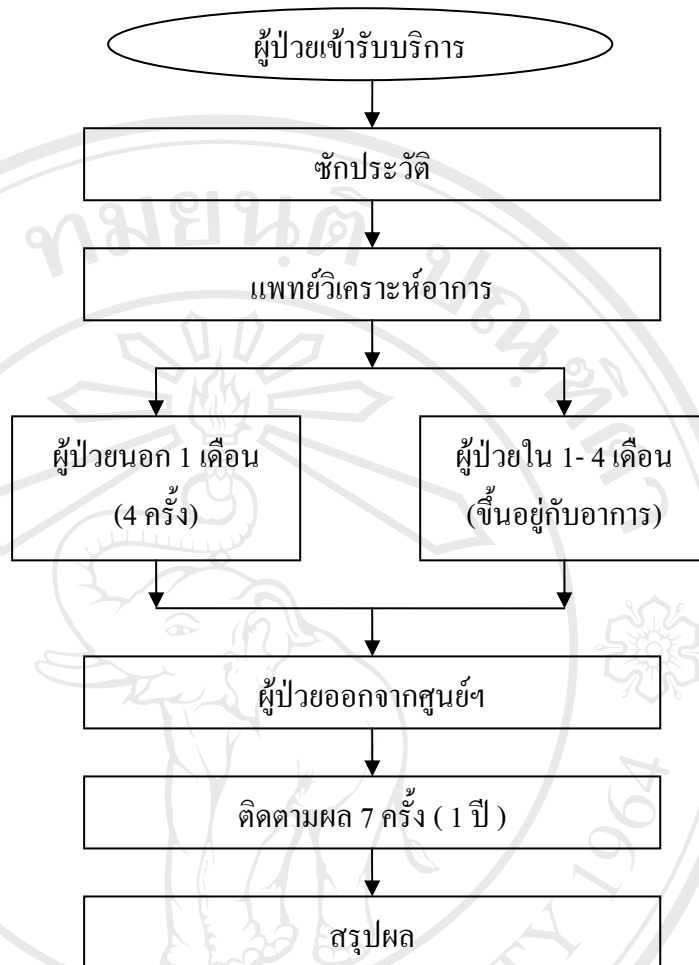 ผู้ป่วยเข้ารับบริการ
ซักประวัติ
แพทย์วิเคราะห์อาการ
ผู้ป่วยนอก 1 เดือน
(4 ครั้ง)
ผู้ป่วยใน 1- 4 เดือน
(ขึ้นอยู่กับอาการ)
ผู้ป่วยออกจากศูนย์ฯ
ติดตามผล 7 ครั้ง ( 1 ปี )
สรุปผล
1964